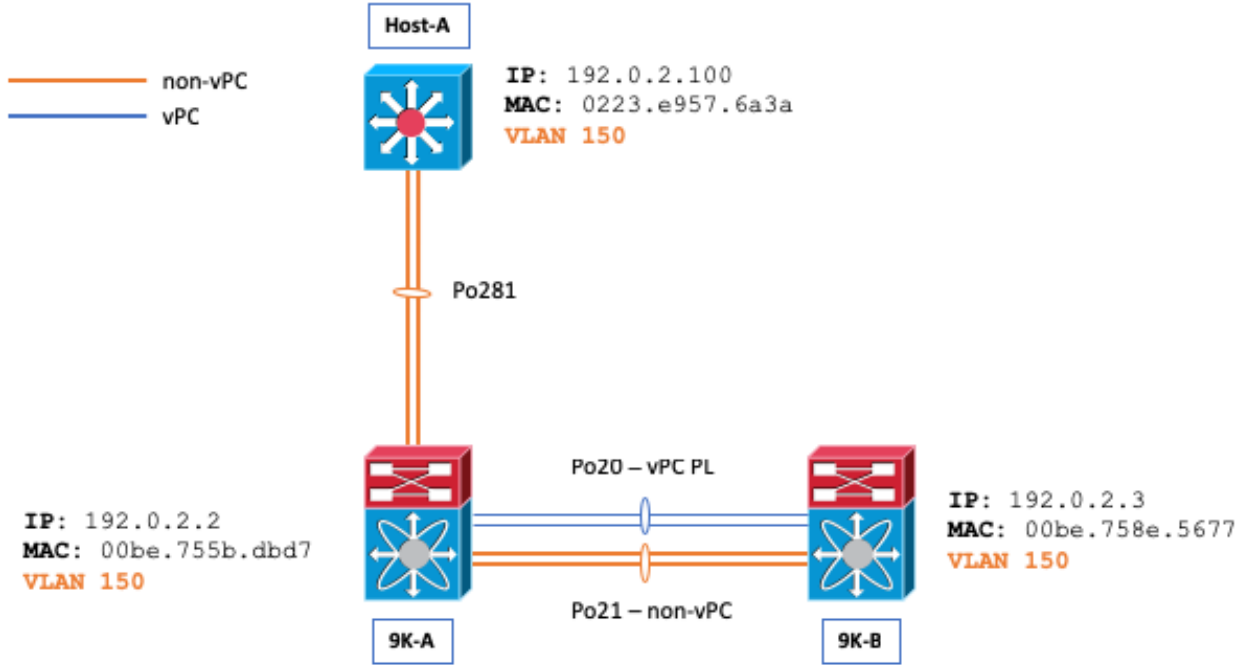 Host-A
non-vPC
vPC
IP: 192.0.2.100
MAC: 0223.e957.6a3a
VLAN 150
Po281
Po20 – vPC PL
IP: 192.0.2.2
MAC: 00be.755b.dbd7
VLAN 150
IP: 192.0.2.3
MAC: 00be.758e.5677
VLAN 150
Po21 – non-vPC
9K-A
9K-B